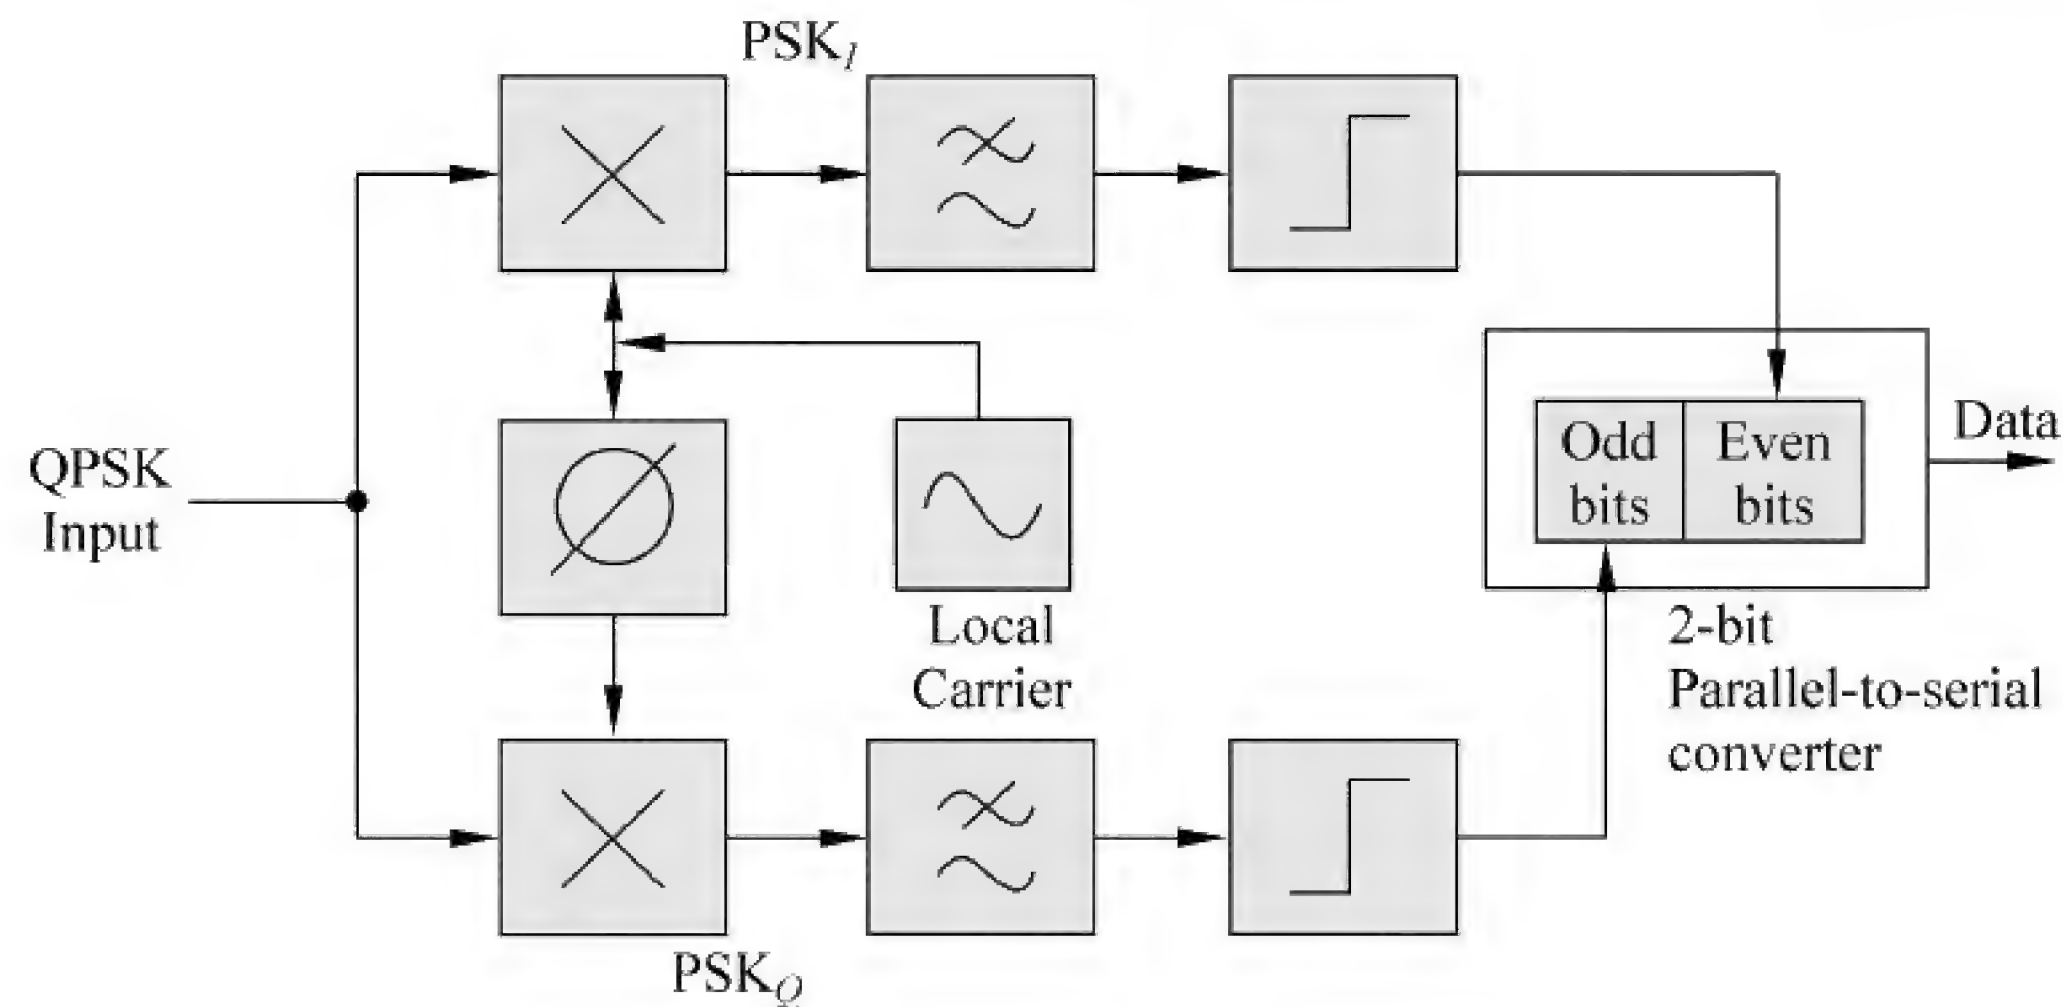 PSK_I
QPSK
Input
Local
Carrier
Odd
bits
Even
bits
Data
2-bit
Parallel-to-serial
converter
PSK_Q